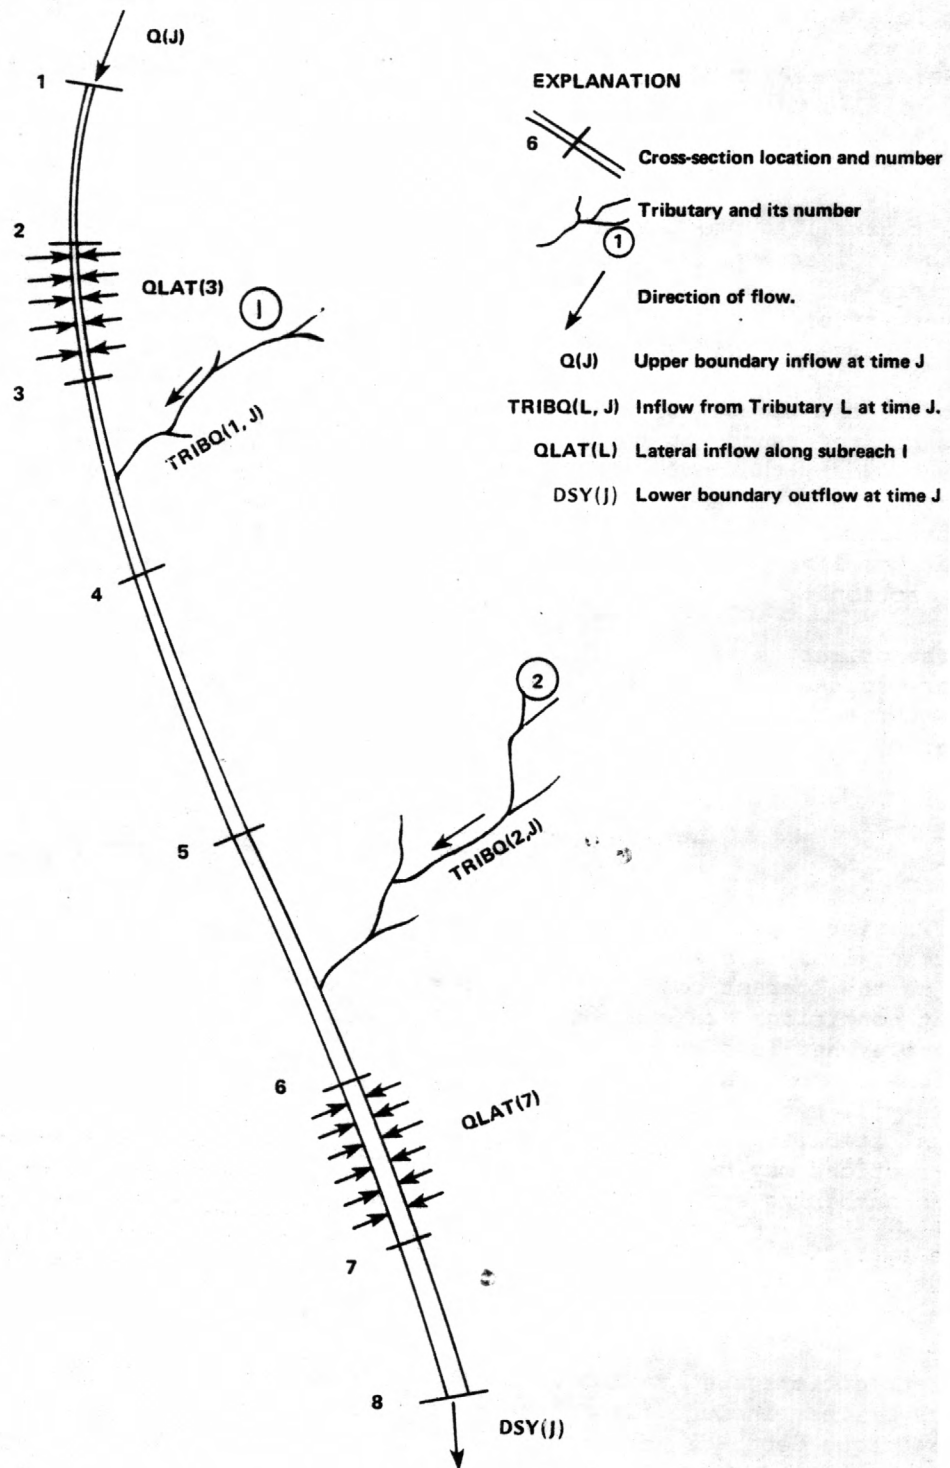 Q(J)
1
EXPLANATION
6
Cross-section location and number
2
Tributary and its number
1
QLAT(3)
1
Direction of flow.
3
Q(J) Upper boundary inflow at time J
TRIBQ(1, J)
TRIBQ(L, J) Inflow from Tributary L at time J.
QLAT(L) Lateral inflow along subreach I
DSY(J) Lower boundary outflow at time J
4
2
5
TRIBQ(2,J)
6
QLAT(7)
7
8
DSY(J)